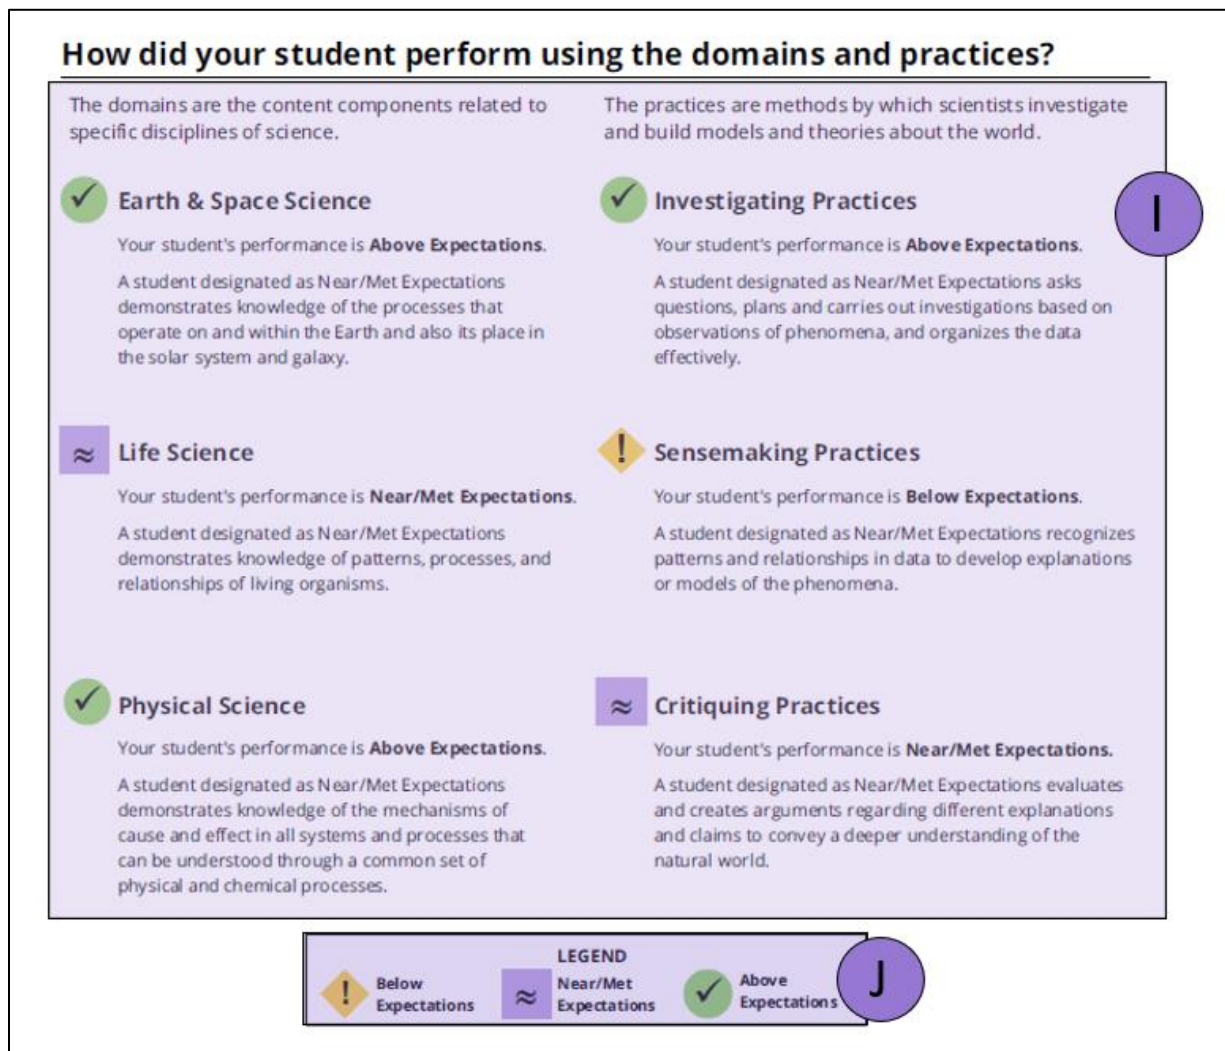 How did your student perform using the domains and practices?
The domains are the content components related to
specific disciplines of science.
✓ Earth & Space Science
Your student's performance is Above Expectations.
A student designated as Near/Met Expectations
demonstrates knowledge of the processes that
operate on and within the Earth and also its place in
the solar system and galaxy.
≈ Life Science
Your student's performance is Near/Met Expectations.
A student designated as Near/Met Expectations
demonstrates knowledge of patterns, processes, and
relationships of living organisms.
✓ Physical Science
Your student's performance is Above Expectations.
A student designated as Near/Met Expectations
demonstrates knowledge of the mechanisms of
cause and effect in all systems and processes that
can be understood through a common set of
physical and chemical processes.
The practices are methods by which scientists investigate
and build models and theories about the world.
✓ Investigating Practices
I
Your student's performance is Above Expectations.
A student designated as Near/Met Expectations asks
questions, plans and carries out investigations based on
observations of phenomena, and organizes the data
effectively.
! Sensemaking Practices
Your student's performance is Below Expectations.
A student designated as Near/Met Expectations recognizes
patterns and relationships in data to develop explanations
or models of the phenomena.
≈ Critiquing Practices
Your student's performance is Near/Met Expectations.
A student designated as Near/Met Expectations evaluates
and creates arguments regarding different explanations
and claims to convey a deeper understanding of the
natural world.
LEGEND
! Below
Expectations
≈ Near/Met
Expectations
✓ Above
Expectations
J